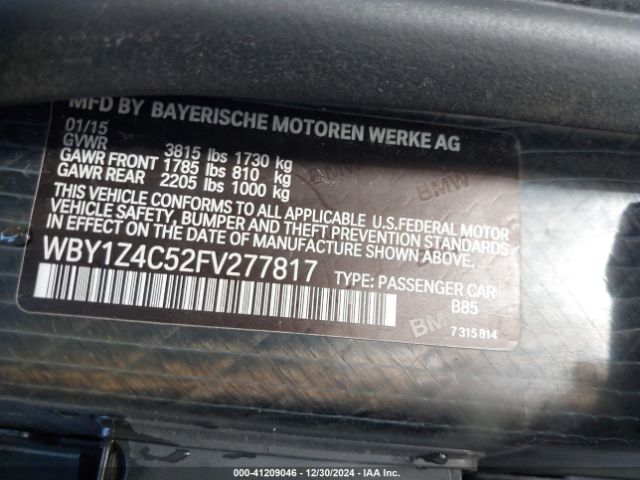 MFD BY BAYERISCHE MOTOREN WERKE AG
01/15
GVWR 3815 lbs 1730 kg
GAWR FRONT 1785 lbs 810 kg
GAWR REAR 2205 lbs 1000 kg
THIS VEHICLE CONFORMS TO ALL APPLICABLE U.S.FEDERAL MOTOR
VEHICLE SAFETY, BUMPER AND THEFT PREVENTION STANDARDS
IN EFFECT ON THE DATE OF MANUFACTURE SHOWN ABOVE.
WBY1Z4C52FV277817
TYPE: PASSENGER CAR
B85
7 315 814
BMW
BMW
BMW
000-41209046 - 12/30/2024 - IAA Inc.